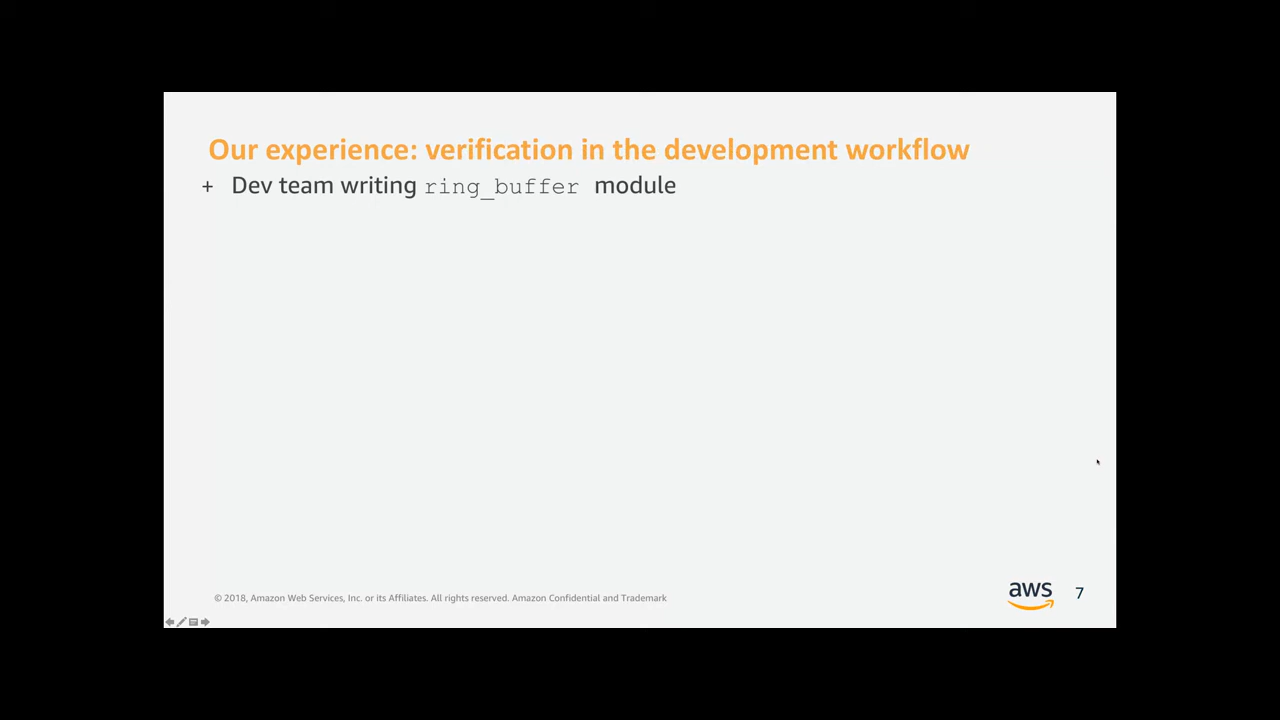 Our experience: verification in the development workflow
+ Dev team writing ring_buffer module
© 2018, Amazon Web Services, Inc. or its Affiliates. All rights reserved. Amazon Confidential and Trademark
aws
7